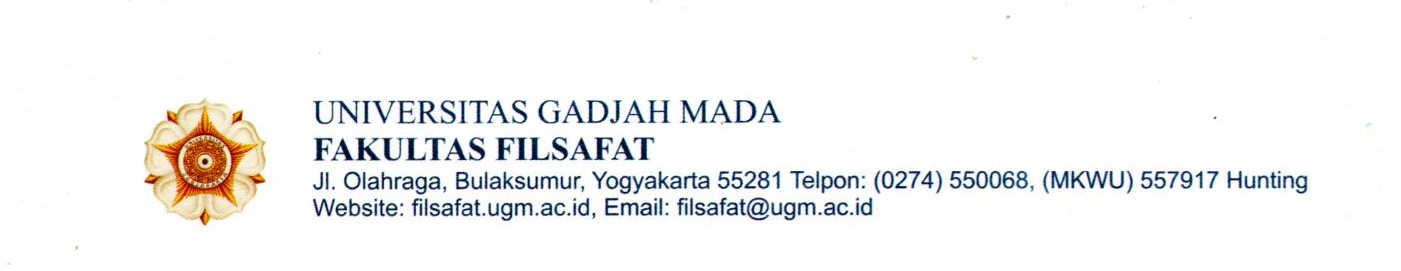 UNIVERSITAS GADJAH MADA
FAKULTAS FILSAFAT
Jl. Olahraga, Bulaksumur, Yogyakarta 55281 Telpon: (0274) 550068, (MKWU) 557917 Hunting
Website: filsafat.ugm.ac.id, Email: filsafat@ugm.ac.id